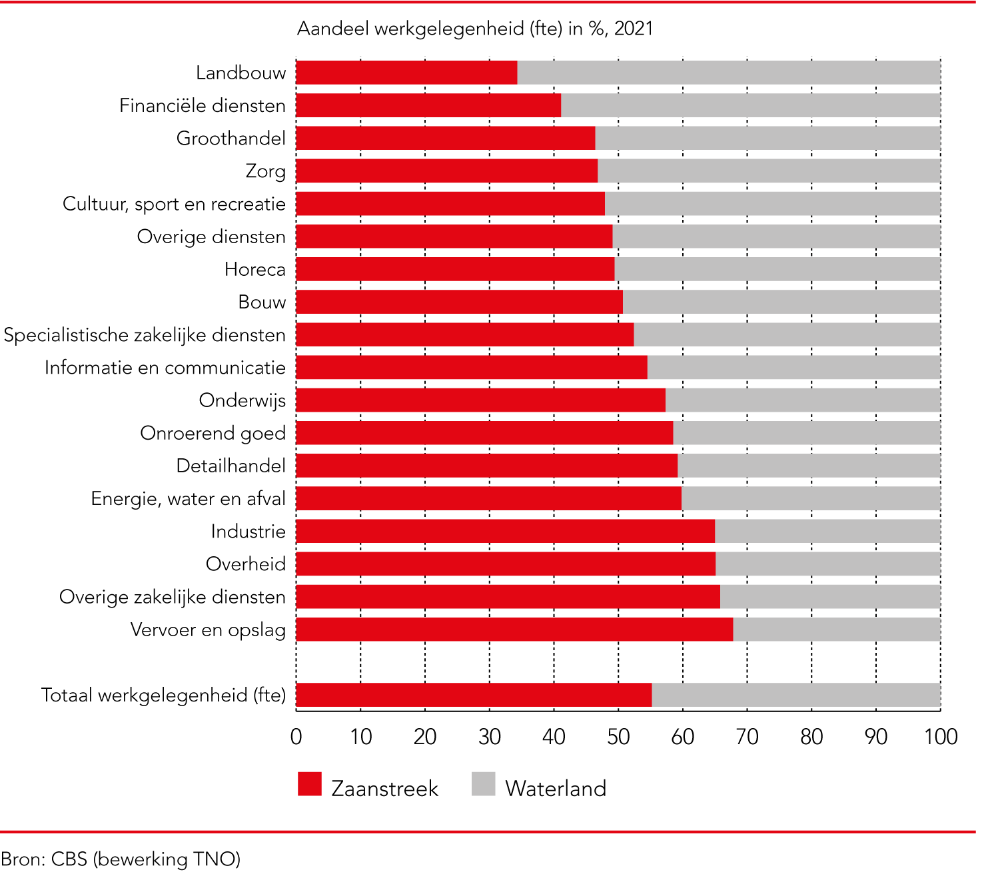 Aandeel werkgelegenheid (fte) in %, 2021
Landbouw
Financiële diensten
Groothandel
Zorg
Cultuur, sport en recreatie
Overige diensten
Horeca
Bouw
Specialistische zakelijke diensten
Informatie en communicatie
Onderwijs
Onroerend goed
Detailhandel
Energie, water en afval
Industrie
Overheid
Overige zakelijke diensten
Vervoer en opslag
Totaal werkgelegenheid (fte)
0 10 20 30 40 50 60 70 80 90 100
Zaanstreek Waterland
Bron: CBS (bewerking TNO)